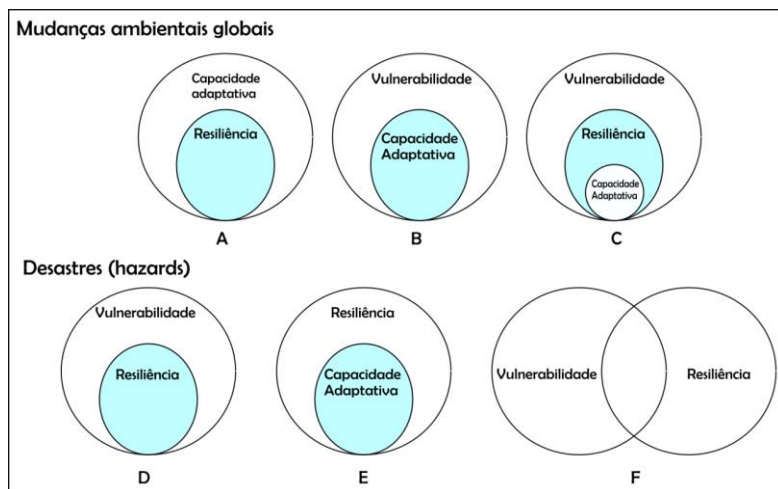 Mudanças ambientais globais
Capacidade
adaptativa
Resiliência
A
Vulnerabilidade
Capacidade
Adaptativa
B
Vulnerabilidade
Resiliência
Capacidade
Adaptativa
C
Desastres (hazards)
Vulnerabilidade
Resiliência
D
Resiliência
Capacidade
Adaptativa
E
Vulnerabilidade
Resiliência
F